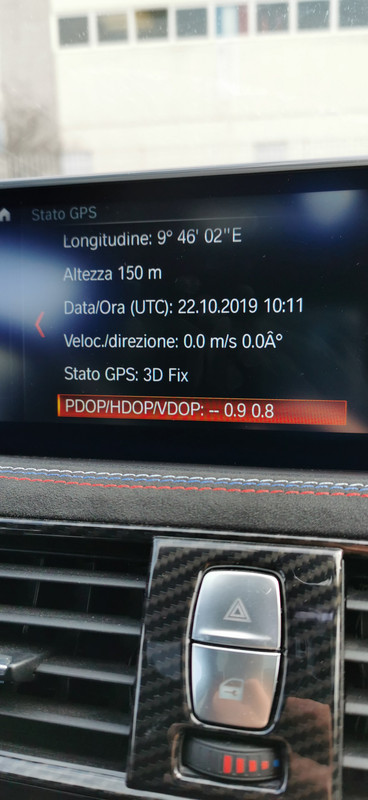 Stato GPS
Longitudine: 9° 46' 02"E
Altezza 150 m
Data/Ora (UTC): 22.10.2019 10:11
Veloc./direzione: 0.0 m/s 0.0Â°
Stato GPS: 3D Fix
PDOP/HDOP/VDOP: -- 0.9 0.8